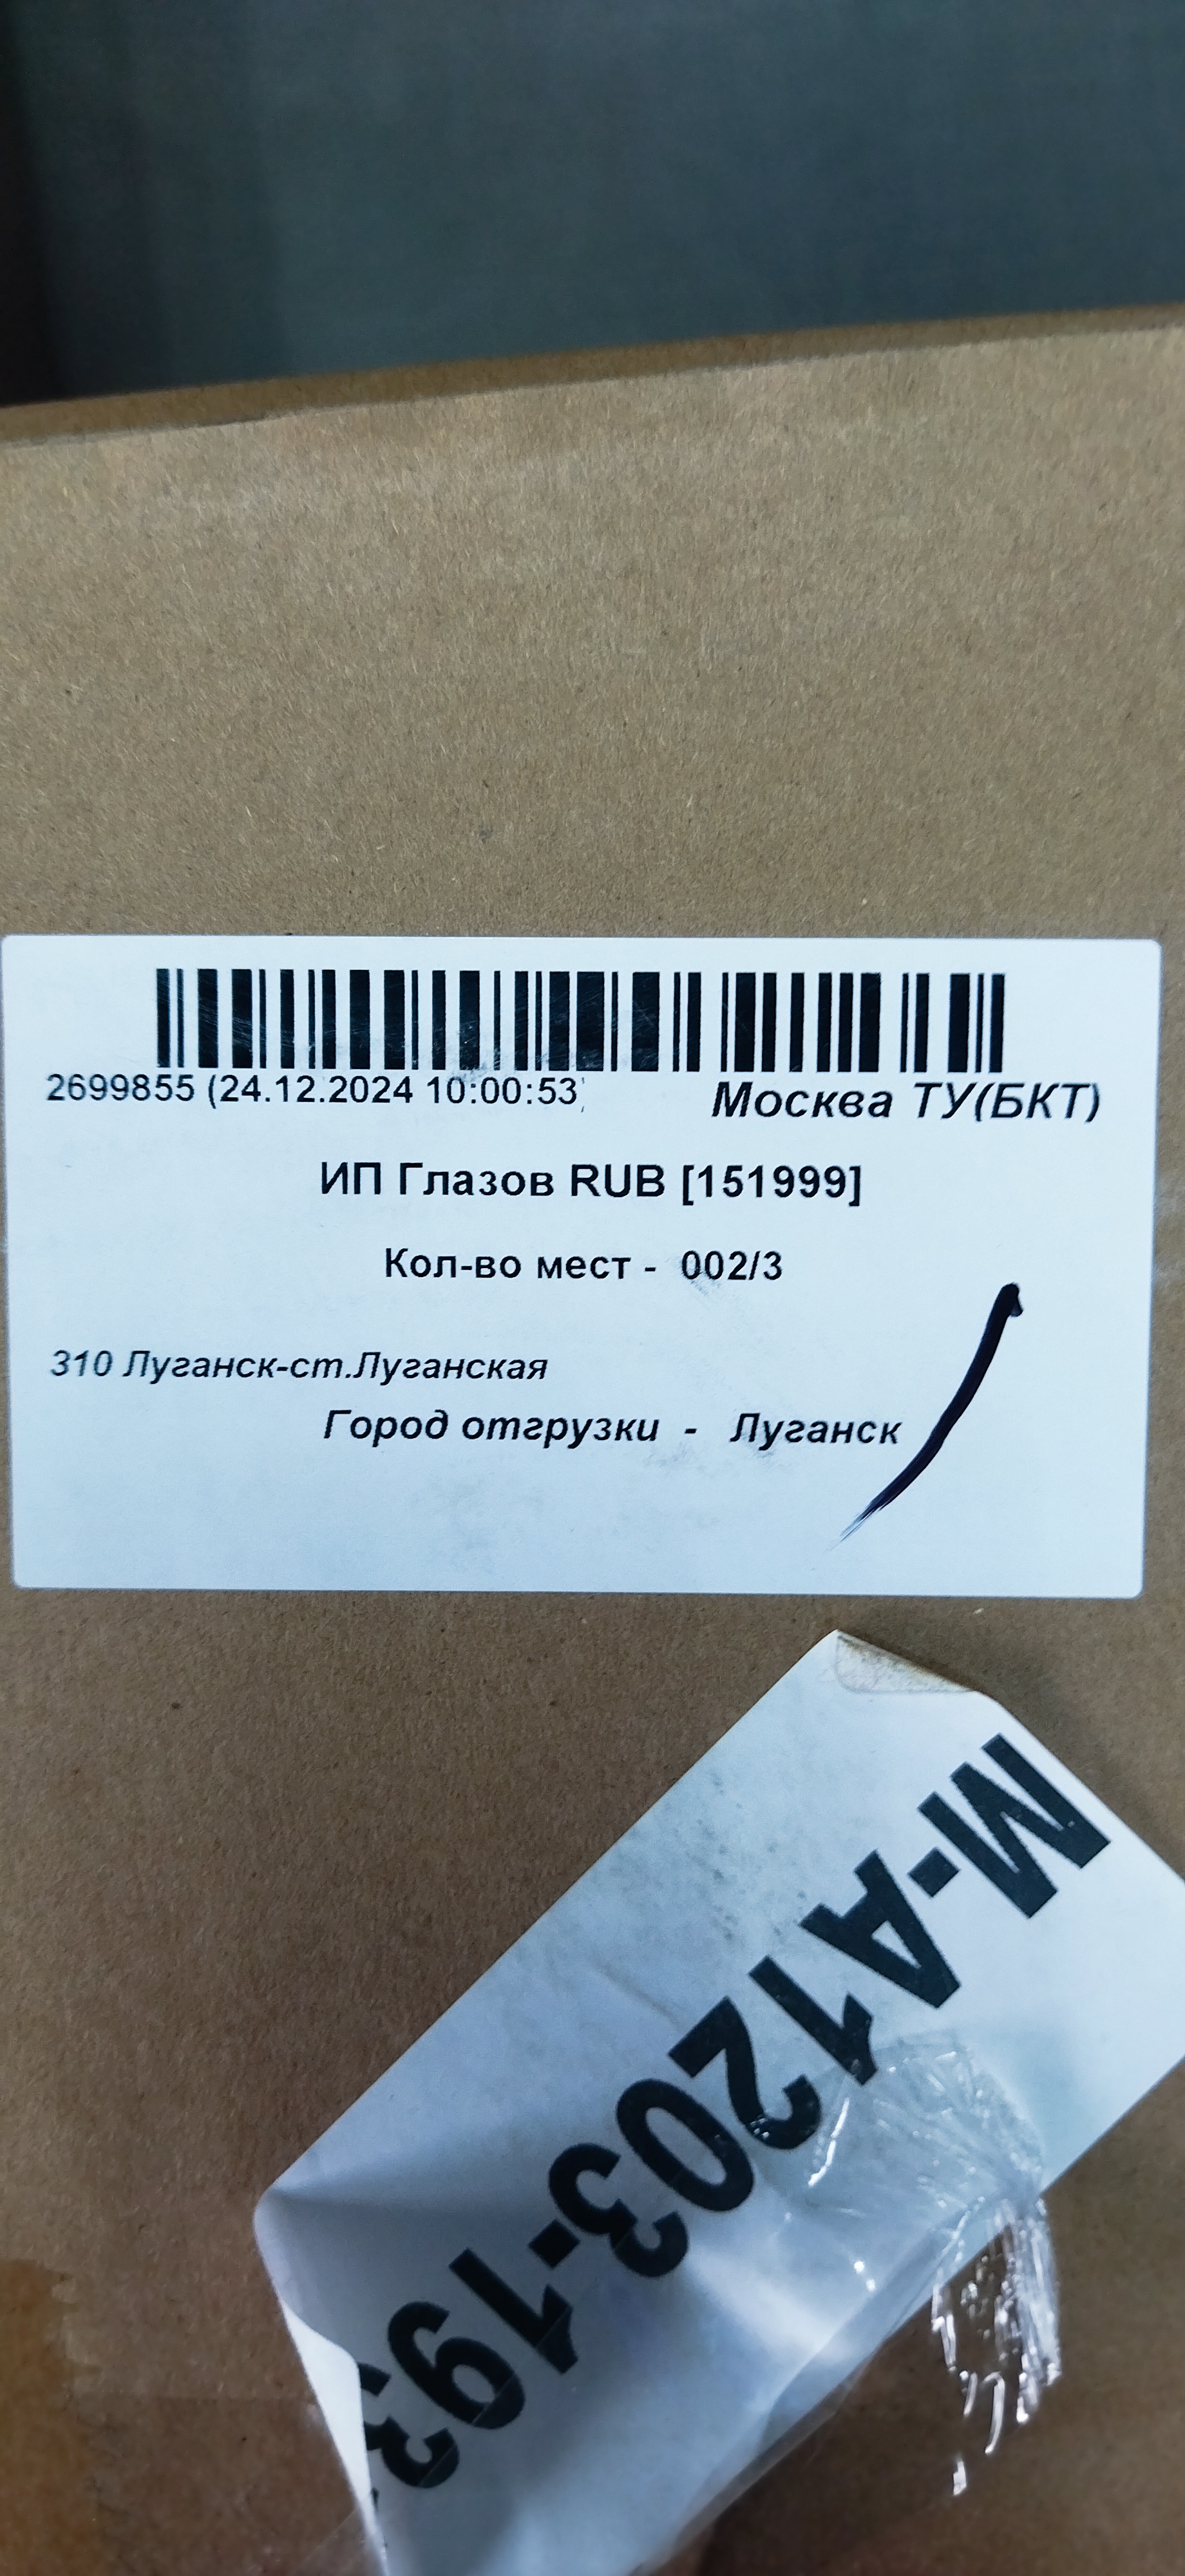 2699855 (24.12.2024 10:00:53
Москва ТУ(БКТ)
ИП Глазов RUB [151999]
Кол-во мест - 002/3
310 Луганск-ст.Луганская
Город отгрузки - Луганск
M-A1203-193